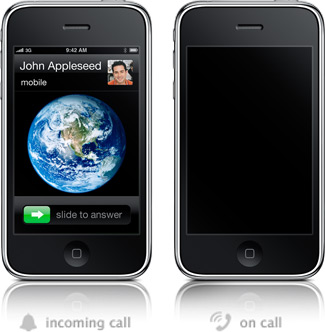 3G 9:42 AM
John Appleseed
mobile
slide to answer
incoming call
on call